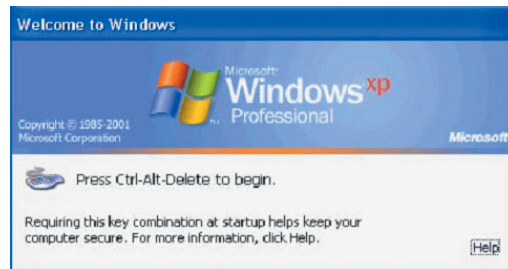 Welcome to Windows
Microsoft
Windows xp
Professional
Copyright © 1985-2001
Microsoft Corporation
Microsoft
Press Ctrl-Alt-Delete to begin.
Requiring this key combination at startup helps keep your
computer secure. For more information, click Help.
Help